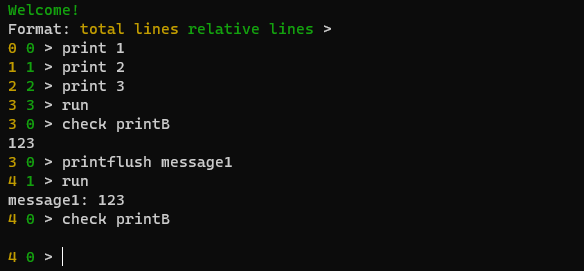 Welcome!
Format: total lines relative lines >
0 0 > print 1
1 1 > print 2
2 2 > print 3
3 3 > run
3 0 > check printB
123
3 0 > printflush message1
4 1 > run
message1: 123
4 0 > check printB

4 0 >